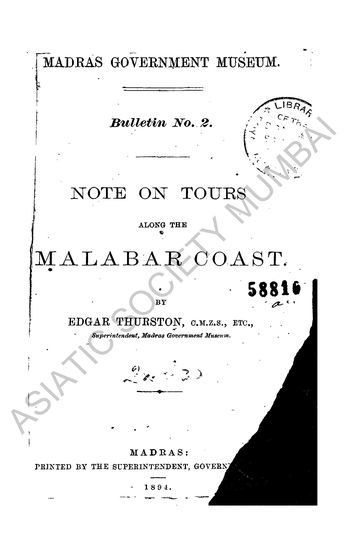 MADRAS GOVERNMENT MUSEUM.
Bulletin No. 2.
LIBRAR
NOTE ON TOURS
ALONG THE
MALABAR COAST.
58816
a
BY
EDGAR THURSTON, C.M.Z.S., ETC.,
Superintendent, Madras Government Museum.
MADRAS:
PRINTED BY THE SUPERINTENDENT, GOVERN
1894.
ASIATIC SOCIETY MUMBAI